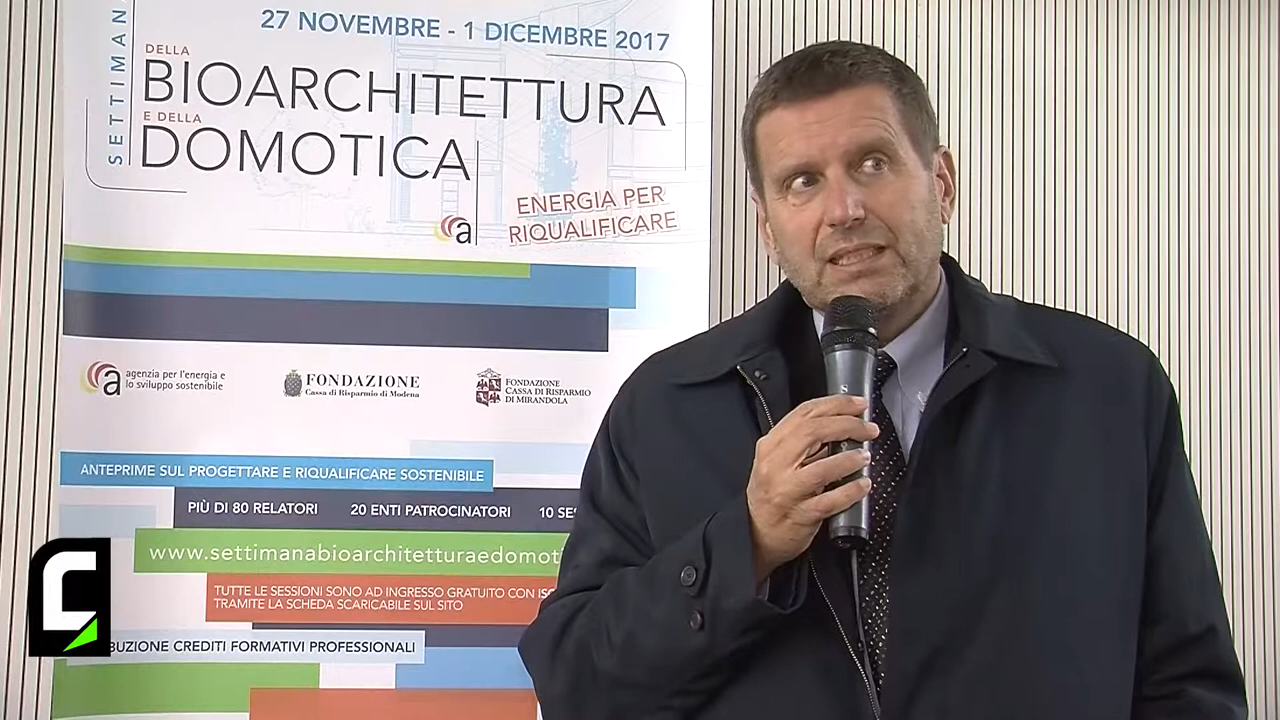 27 NOVEMBRE - 1 DICEMBRE 2017
SETTIMANA
DELLA
BIOARCHITETTURA
E DELLA
DOMOTICA
ENERGIA PER
RIQUALIFICARE
a
a
agenzia per l'energia e
lo sviluppo sostenibile
FONDAZIONE
Cassa di Risparmio di Modena
FONDAZIONE
CASSA DI RISPARMIO
DI MIRANDOLA
ANTEPRIME SUL PROGETTARE E RIQUALIFICARE SOSTENIBILE
PIÙ DI 80 RELATORI 20 ENTI PATROCINATORI 10
www.settimanabioarchitetturaedomoti
TUTTE LE SESSIONI SONO AD INGRESSO GRATUITO CON
TRAMITE LA SCHEDA SCARICABILE SUL SITO
BUZIONE CREDITI FORMATIVI PROFESSIONALI